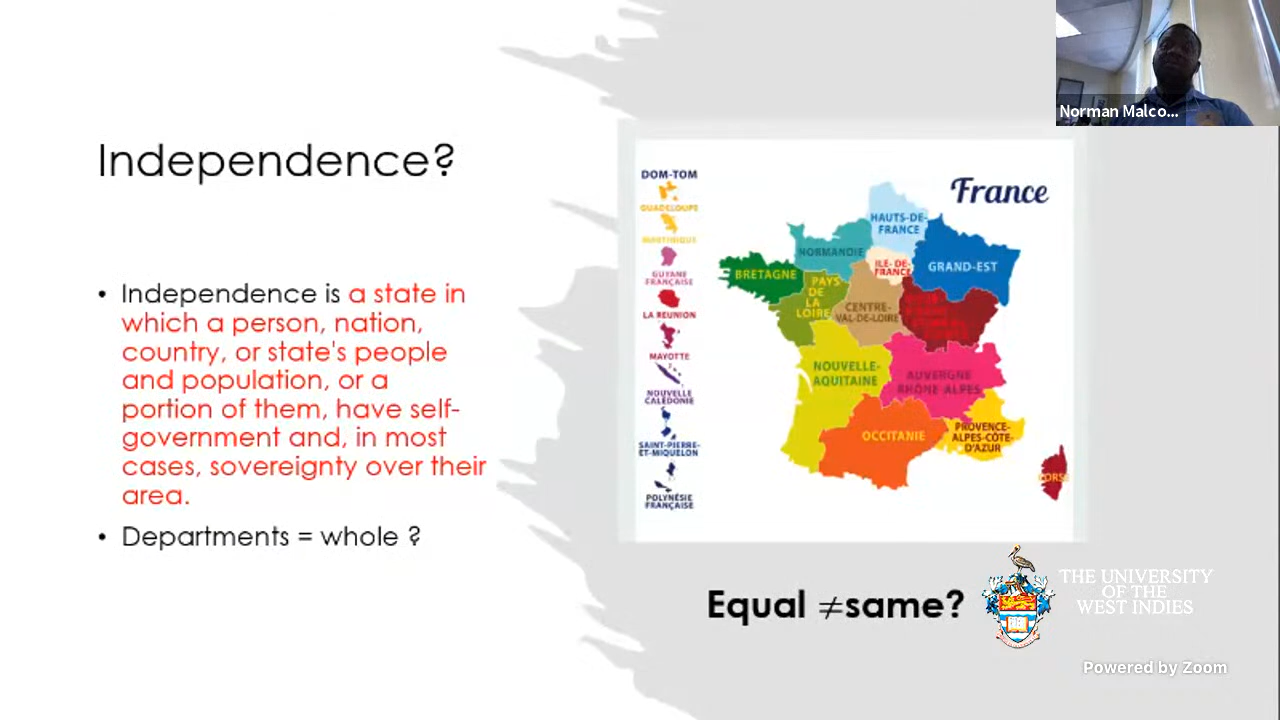 Norman Malco...
Independence?
• Independence is a state in
which a person, nation,
country, or state's people
and population, or a
portion of them, have self-
government and, in most
cases, sovereignty over their
area.
• Departments = whole ?
DOM-TOM
GUADELOUPE
MARTINIQUE
GUYANE
FRANÇAISE
LA REUNION
MAYOTTE
NOUVELLE
CALÉDONIE
SAINT-PIERRE-
ET-MIQUELON
POLYNÉSIE
FRANÇAISE
France
HAUTS-DE-
FRANCE
NORMANDIE
ILE-DE-
FRANCE
GRAND-EST
BRETAGNE
PAYS
DE
LA
LOIRE
CENTRE-
VAL-DE-LOIRE
NOUVELLE-
AQUITAINE
AUVERGNE
RHÔNE-ALPES
OCCITANIE
PROVENCE-
ALPES-CÔTE-
D'AZUR
CORSE
Equal ≠same?
THE UNIVERSITY
OF THE
WEST INDIES
Powered by Zoom